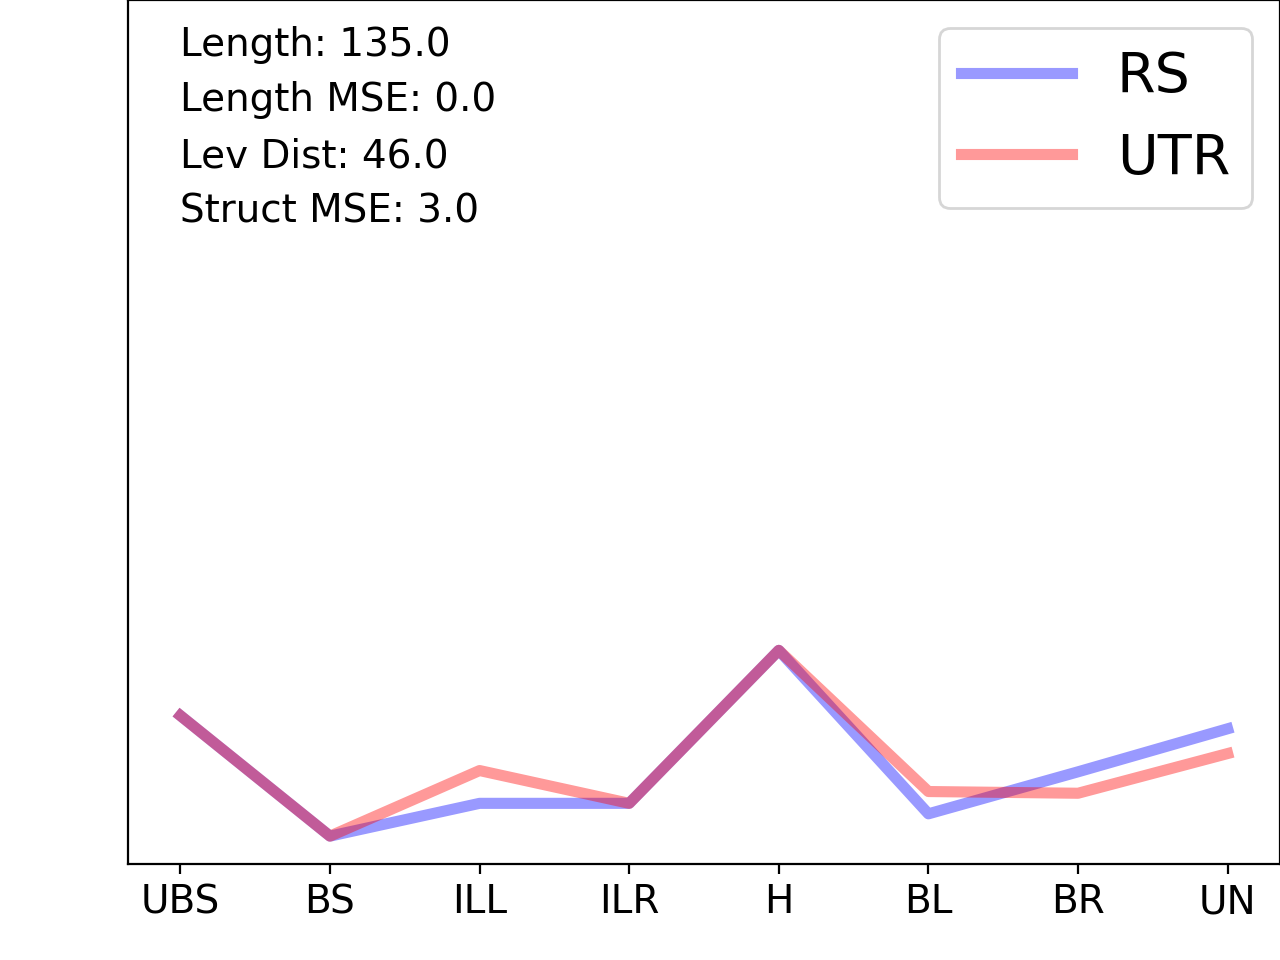 Length: 135.0
Length MSE: 0.0
Lev Dist: 46.0
Struct MSE: 3.0
RS
UTR
UBS BS ILL ILR H BL BR UN